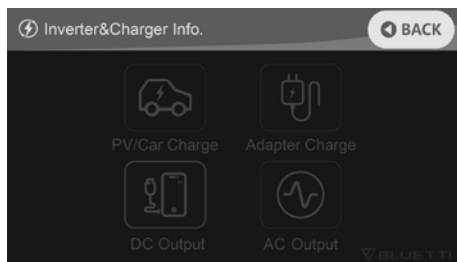 Inverter&Charger Info.
BACK
PV/Car Charge
Adapter Charge
DC Output
AC Output
BLUETTI